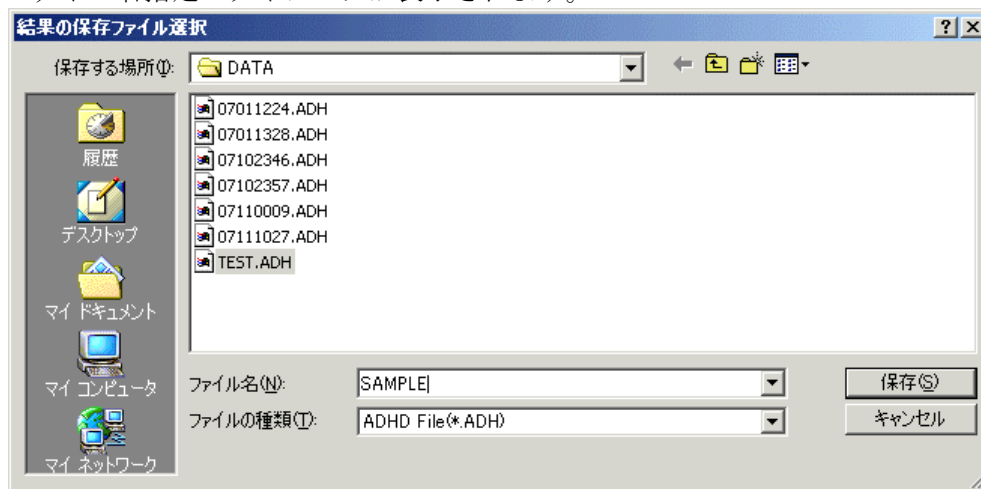 結果の保存ファイル選択
保存する場所(I):
DATA
07011224.ADH
07011328.ADH
07102346.ADH
07102357.ADH
07110009.ADH
07111027.ADH
TEST.ADH
履歴
デスクトップ
マイ ドキュメント
マイ コンピュータ
マイ ネットワーク
ファイル名(N):
SAMPLE
保存(S)
ファイルの種類(T):
ADHD File(*.ADH)
キャンセル